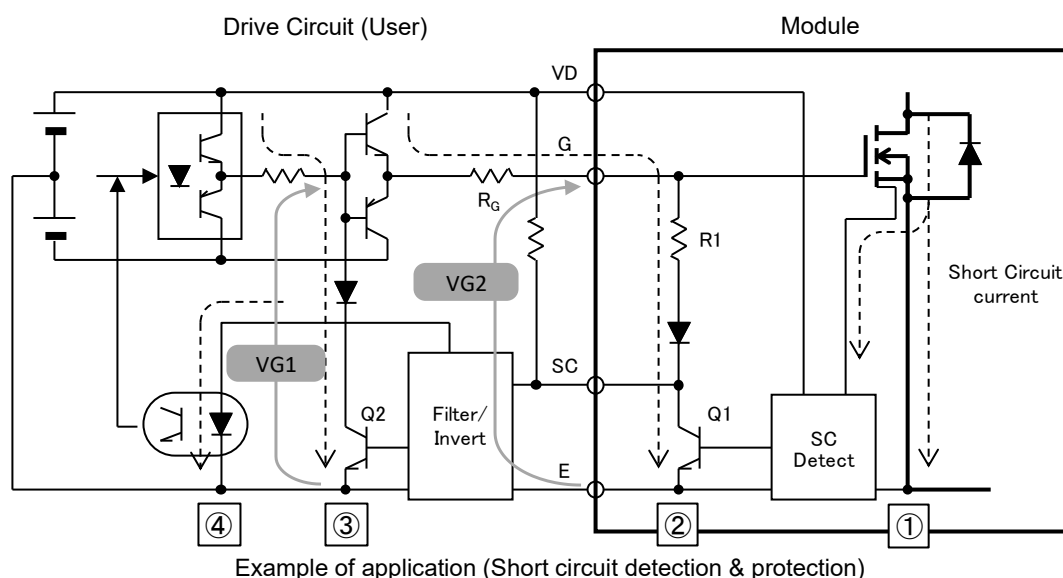 Drive Circuit (User)
Module
VD
G
RG
R1
VG2
Short Circuit
current
VG1
SC
Q2
Filter/
Invert
Q1
SC
Detect
E
④
③
②
①
Example of application (Short circuit detection & protection)